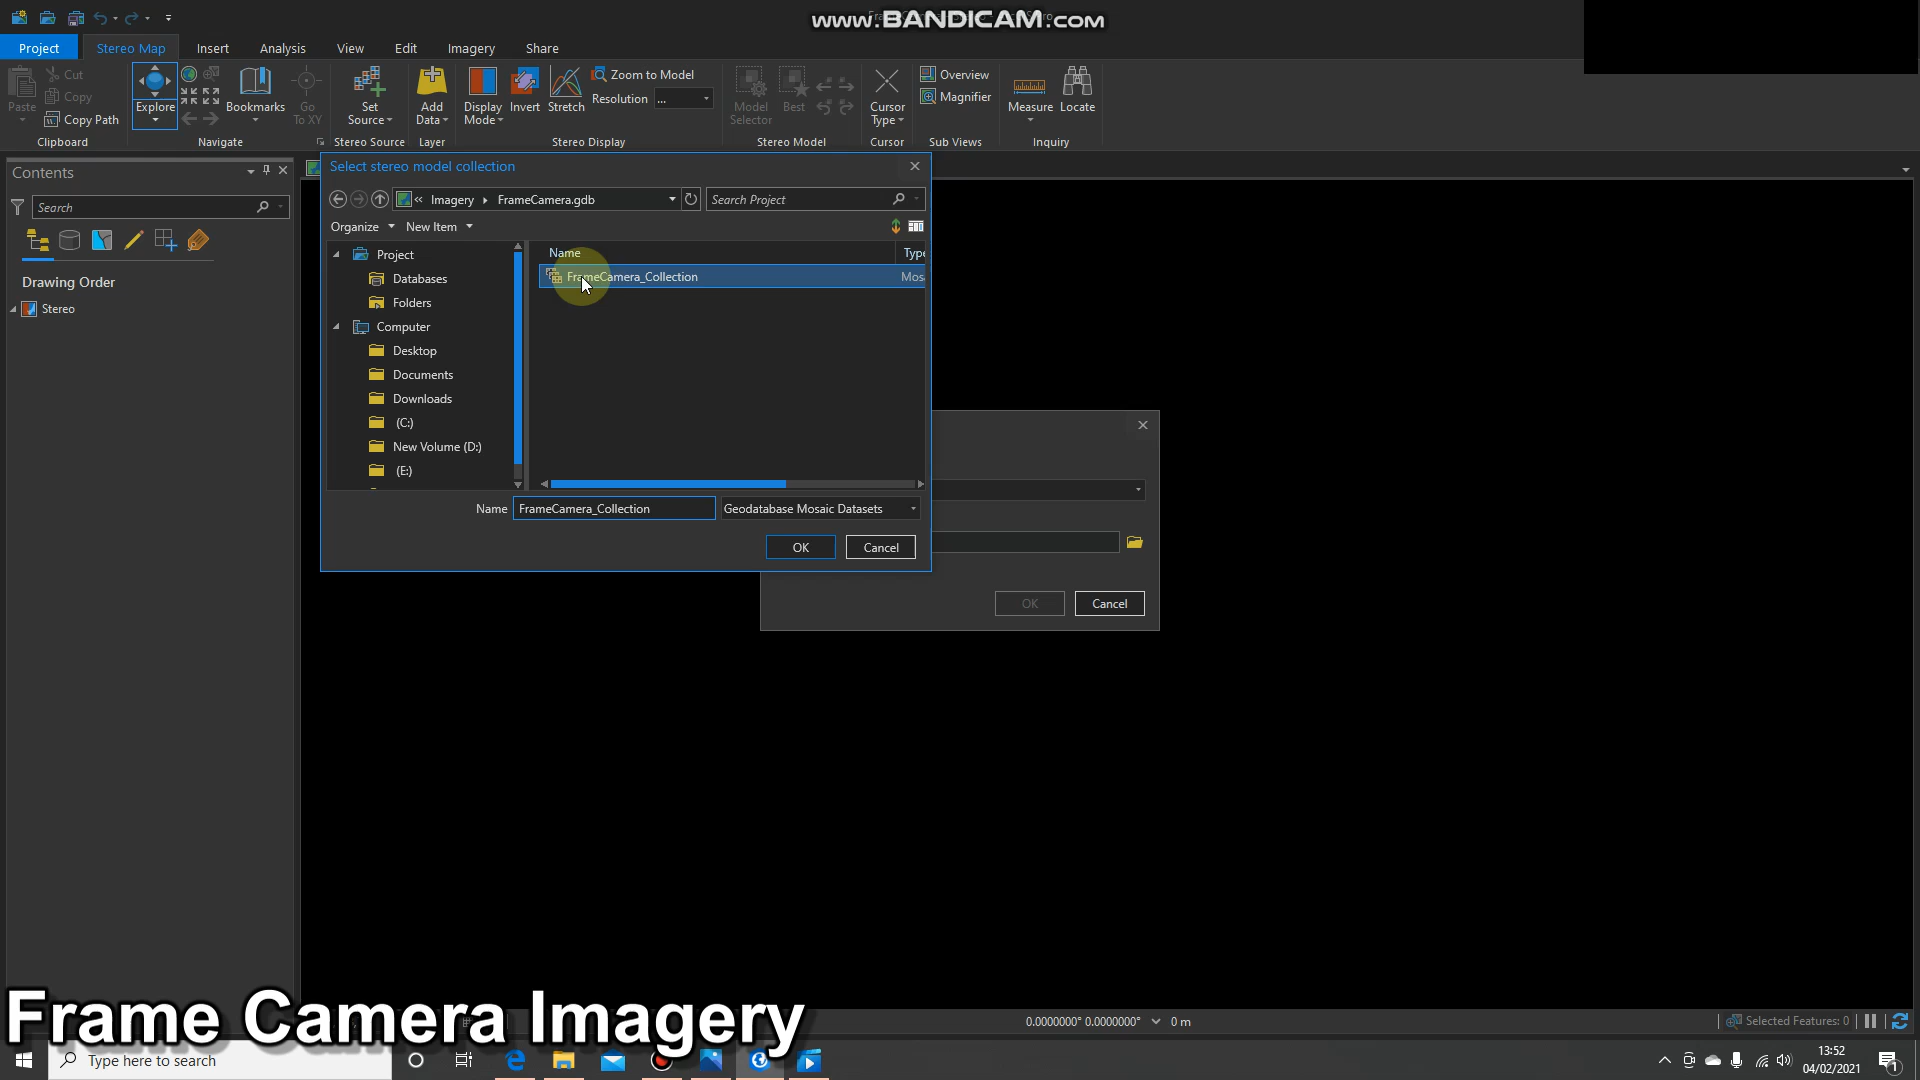 www.BANDICAM.com
Project
Stereo Map
Insert
Analysis
View
Edit
Imagery
Share
Paste
Cut
Copy
Copy Path
Clipboard
Explore
Bookmarks
Go
To XY
Navigate
Set
Source
Stereo Source
Add
Data
Layer
Display
Mode
Invert
Stretch
Zoom to Model
Resolution ...
Stereo Display
Model
Selector
Best
Stereo Model
Cursor
Type
Cursor
Overview
Magnifier
Sub Views
Measure
Locate
Inquiry
Contents
Search
Drawing Order
Stereo
Select stereo model collection
« Imagery FrameCamera.gdb
Search Project
Organize
New Item
Project
Databases
Folders
Computer
Desktop
Documents
Downloads
(C:)
New Volume (D:)
(E:)
Name
Type
FrameCamera_Collection
Mos
Name FrameCamera_Collection
Geodatabase Mosaic Datasets
OK
Cancel
OK
Cancel
0.0000000° 0.0000000°
0 m
Selected Features: 0
Frame Camera Imagery
Type here to search
13:52
04/02/2021
1